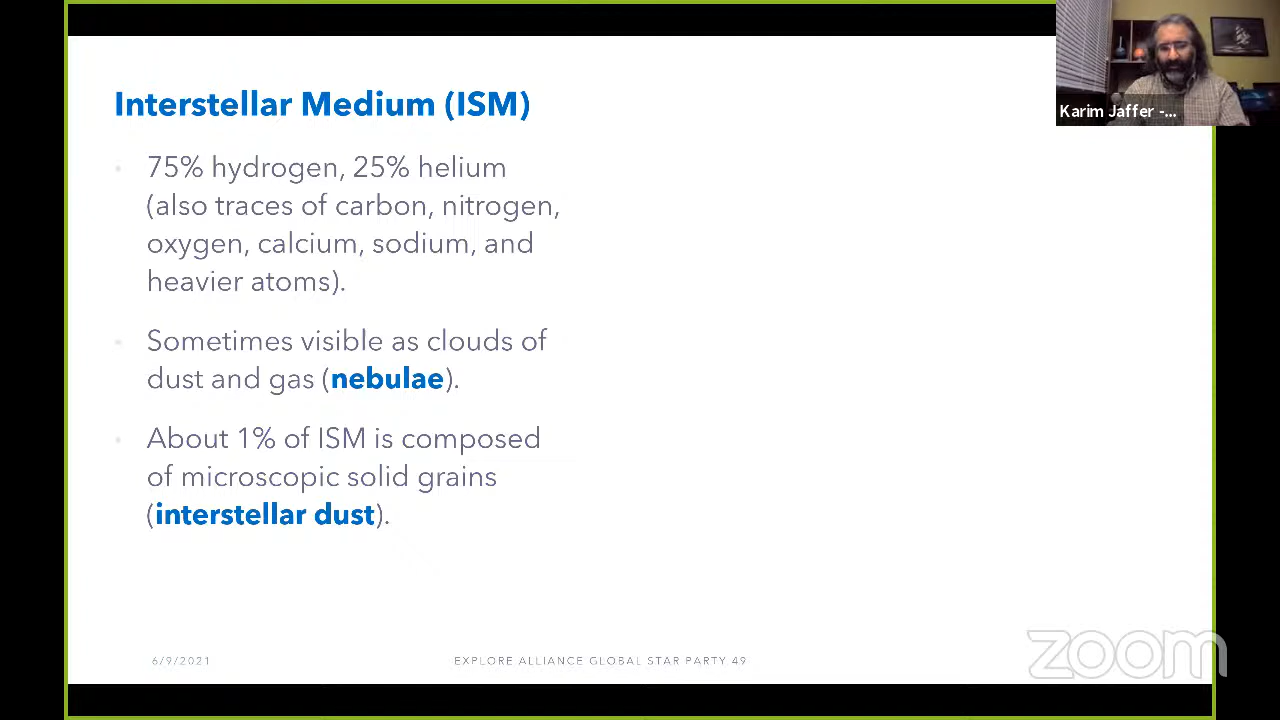 Interstellar Medium (ISM)
75% hydrogen, 25% helium
(also traces of carbon, nitrogen,
oxygen, calcium, sodium, and
heavier atoms).
Sometimes visible as clouds of
dust and gas (nebulae).
About 1% of ISM is composed
of microscopic solid grains
(interstellar dust).
6/9/2021
EXPLORE ALLIANCE GLOBAL STAR PARTY 49
Karim Jaffer -...
zoom